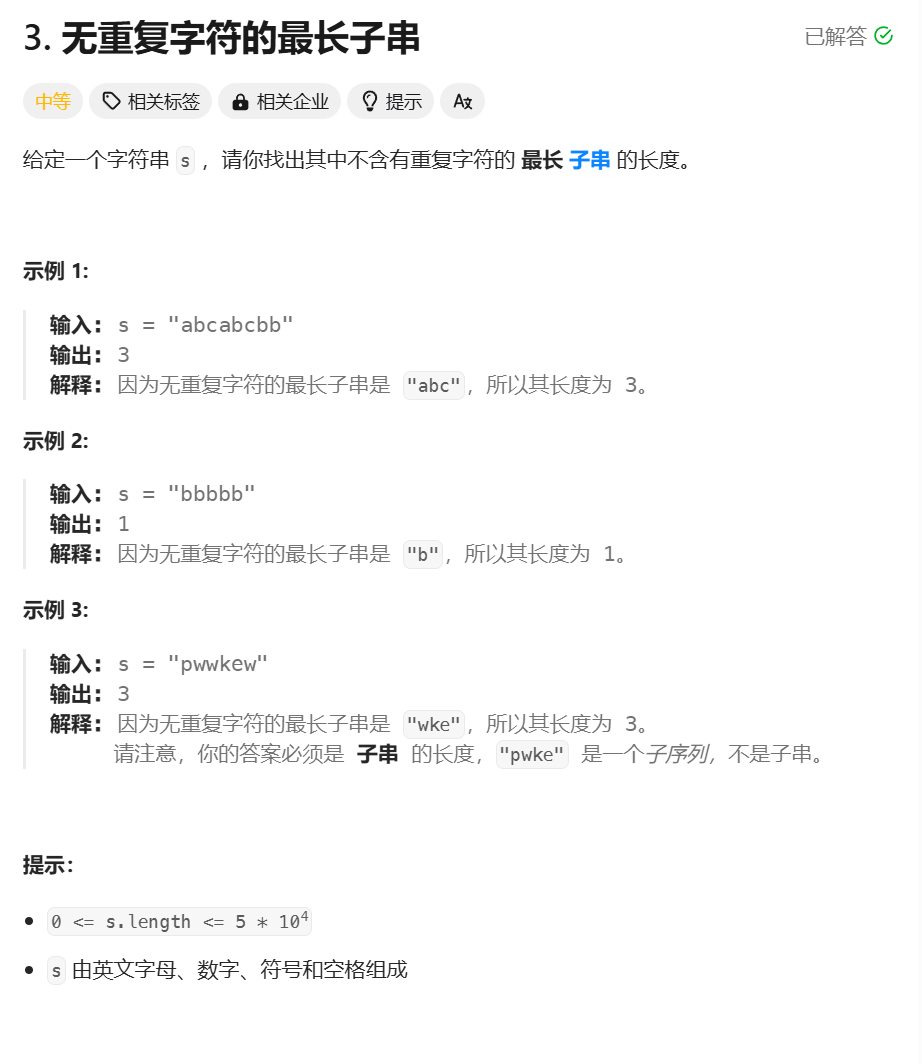 3. 无重复字符的最长子串
已解答
中等 相关标签 相关企业 提示 Aあ
给定一个字符串 s ，请你找出其中不含有重复字符的 最长 子串 的长度。
示例 1:
输入: s = "abcabcbb"
输出: 3
解释: 因为无重复字符的最长子串是 "abc"，所以其长度为 3。
示例 2:
输入: s = "bbbbb"
输出: 1
解释: 因为无重复字符的最长子串是 "b"，所以其长度为 1。
示例 3:
输入: s = "pwwkew"
输出: 3
解释: 因为无重复字符的最长子串是 "wke"，所以其长度为 3。
请注意，你的答案必须是 子串 的长度，"pwke" 是一个子序列，不是子串。
提示：
0 <= s.length <= 5 * 10⁴
s 由英文字母、数字、符号和空格组成